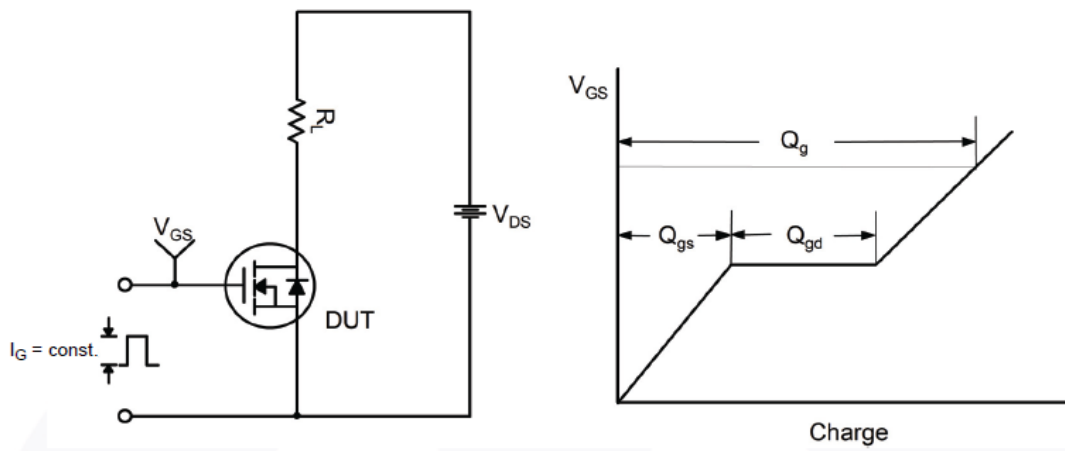 R_L
V_GS
V_DS
DUT
I_G = const.
V_GS
Q_g
Q_gs
Q_gd
Charge